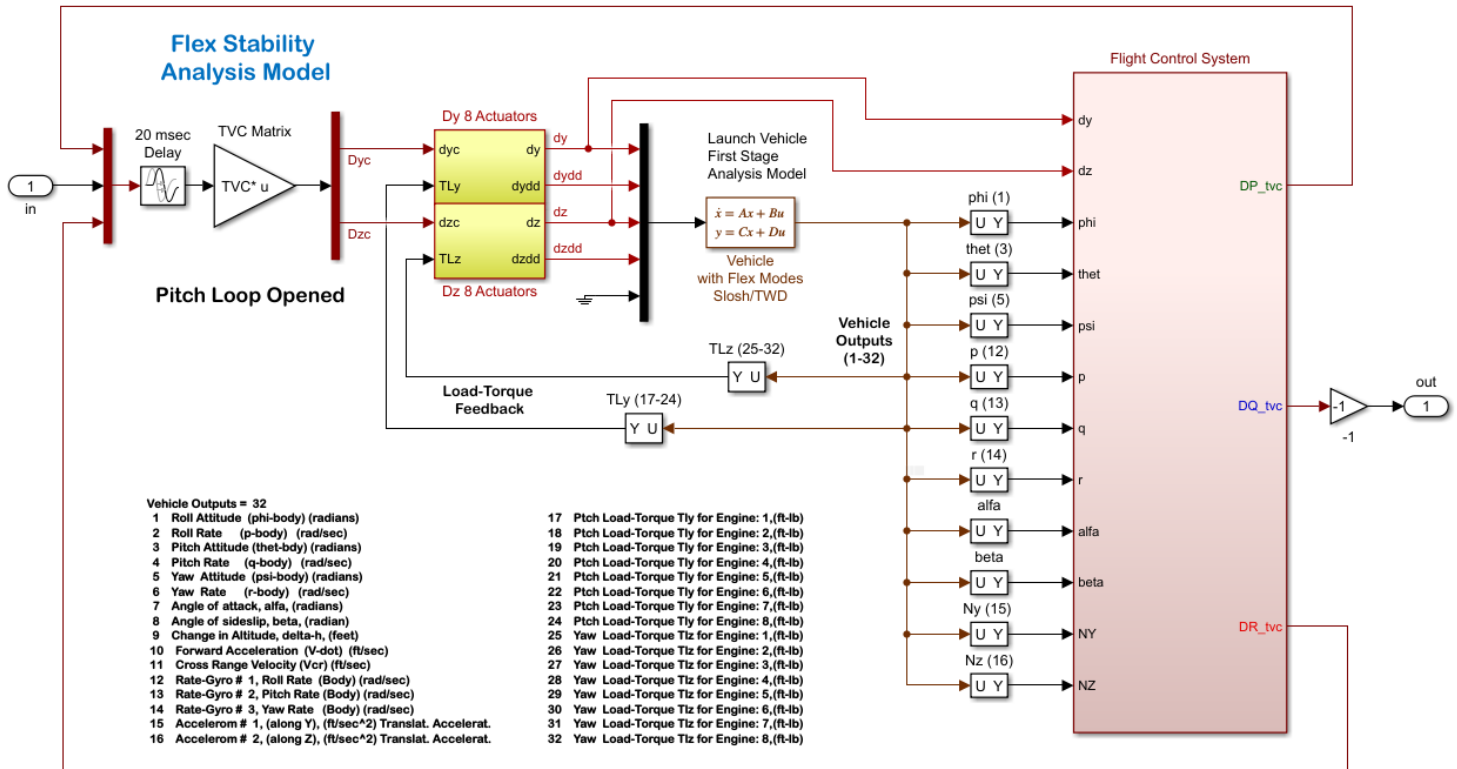 Flex Stability
Analysis Model
Flight Control System
20 msec
Delay
TVC Matrix
TVC* u
1
in
Dyc
Dzc
Pitch Loop Opened
Dy 8 Actuators
dyc
dy
TLy
dydd
dzc
dz
TLz
dzdd
Dz 8 Actuators
dy
dydd
dz
dzdd
Launch Vehicle
First Stage
Analysis Model
ẋ = Ax + Bu
y = Cx + Du
Vehicle
with Flex Modes
Slosh/TWD
Vehicle
Outputs
(1-32)
TLz (25-32)
Y U
Load-Torque
Feedback
TLy (17-24)
Y U
phi (1)
U Y
thet (3)
U Y
psi (5)
U Y
p (12)
U Y
q (13)
U Y
r (14)
U Y
alfa
U Y
beta
U Y
Ny (15)
U Y
Nz (16)
U Y
dy
dz
phi
thet
psi
p
q
r
alfa
beta
NY
NZ
DP_tvc
DQ_tvc
DR_tvc
-1
-1
out
1
Vehicle Outputs = 32
1 Roll Attitude (phi-body) (radians)
2 Roll Rate (p-body) (rad/sec)
3 Pitch Attitude (thet-bdy) (radians)
4 Pitch Rate (q-body) (rad/sec)
5 Yaw Attitude (psi-body) (radians)
6 Yaw Rate (r-body) (rad/sec)
7 Angle of attack, alfa, (radians)
8 Angle of sideslip, beta, (radian)
9 Change in Altitude, delta-h, (feet)
10 Forward Acceleration (V-dot) (ft/sec)
11 Cross Range Velocity (Vcr) (ft/sec)
12 Rate-Gyro # 1, Roll Rate (Body) (rad/sec)
13 Rate-Gyro # 2, Pitch Rate (Body) (rad/sec)
14 Rate-Gyro # 3, Yaw Rate (Body) (rad/sec)
15 Accelerom # 1, (along Y), (ft/sec^2) Translat. Accelerat.
16 Accelerom # 2, (along Z), (ft/sec^2) Translat. Accelerat.
17 Ptch Load-Torque Tly for Engine: 1,(ft-lb)
18 Ptch Load-Torque Tly for Engine: 2,(ft-lb)
19 Ptch Load-Torque Tly for Engine: 3,(ft-lb)
20 Ptch Load-Torque Tly for Engine: 4,(ft-lb)
21 Ptch Load-Torque Tly for Engine: 5,(ft-lb)
22 Ptch Load-Torque Tly for Engine: 6,(ft-lb)
23 Ptch Load-Torque Tly for Engine: 7,(ft-lb)
24 Ptch Load-Torque Tly for Engine: 8,(ft-lb)
25 Yaw Load-Torque Tlz for Engine: 1,(ft-lb)
26 Yaw Load-Torque Tlz for Engine: 2,(ft-lb)
27 Yaw Load-Torque Tlz for Engine: 3,(ft-lb)
28 Yaw Load-Torque Tlz for Engine: 4,(ft-lb)
29 Yaw Load-Torque Tlz for Engine: 5,(ft-lb)
30 Yaw Load-Torque Tlz for Engine: 6,(ft-lb)
31 Yaw Load-Torque Tlz for Engine: 7,(ft-lb)
32 Yaw Load-Torque Tlz for Engine: 8,(ft-lb)